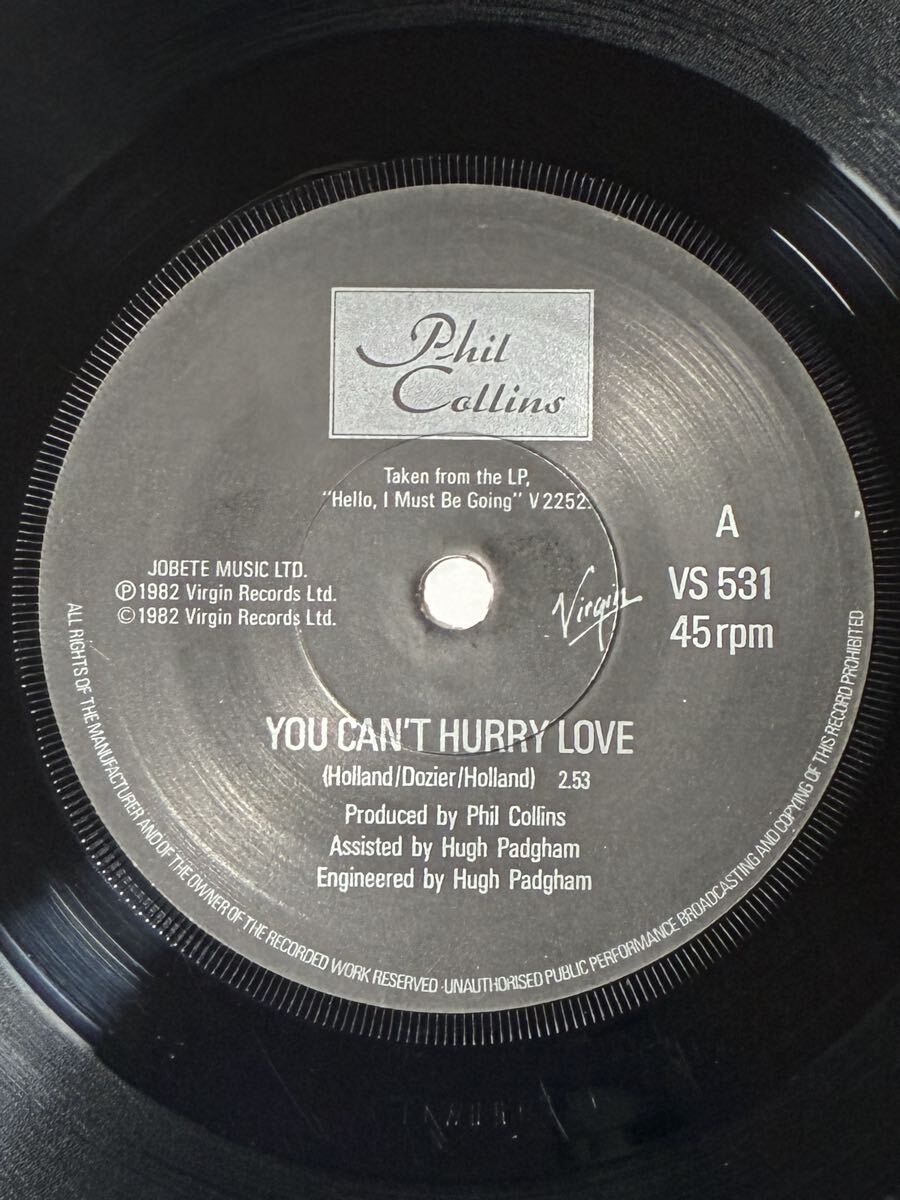 Phil
Collins
Taken from the LP,
"Hello, I Must Be Going" V 2252.
A
JOBETE MUSIC LTD.
℗1982 Virgin Records Ltd.
©1982 Virgin Records Ltd.
Virgin
VS 531
45 rpm
YOU CAN'T HURRY LOVE
(Holland/Dozier/Holland) 2.53
Produced by Phil Collins
Assisted by Hugh Padgham
Engineered by Hugh Padgham
ALL RIGHTS OF THE MANUFACTURER AND OF THE OWNER OF THE RECORDED WORK RESERVED·UNAUTHORISED PUBLIC PERFORMANCE BROADCASTING AND COPYING OF THIS RECORD PROHIBITED